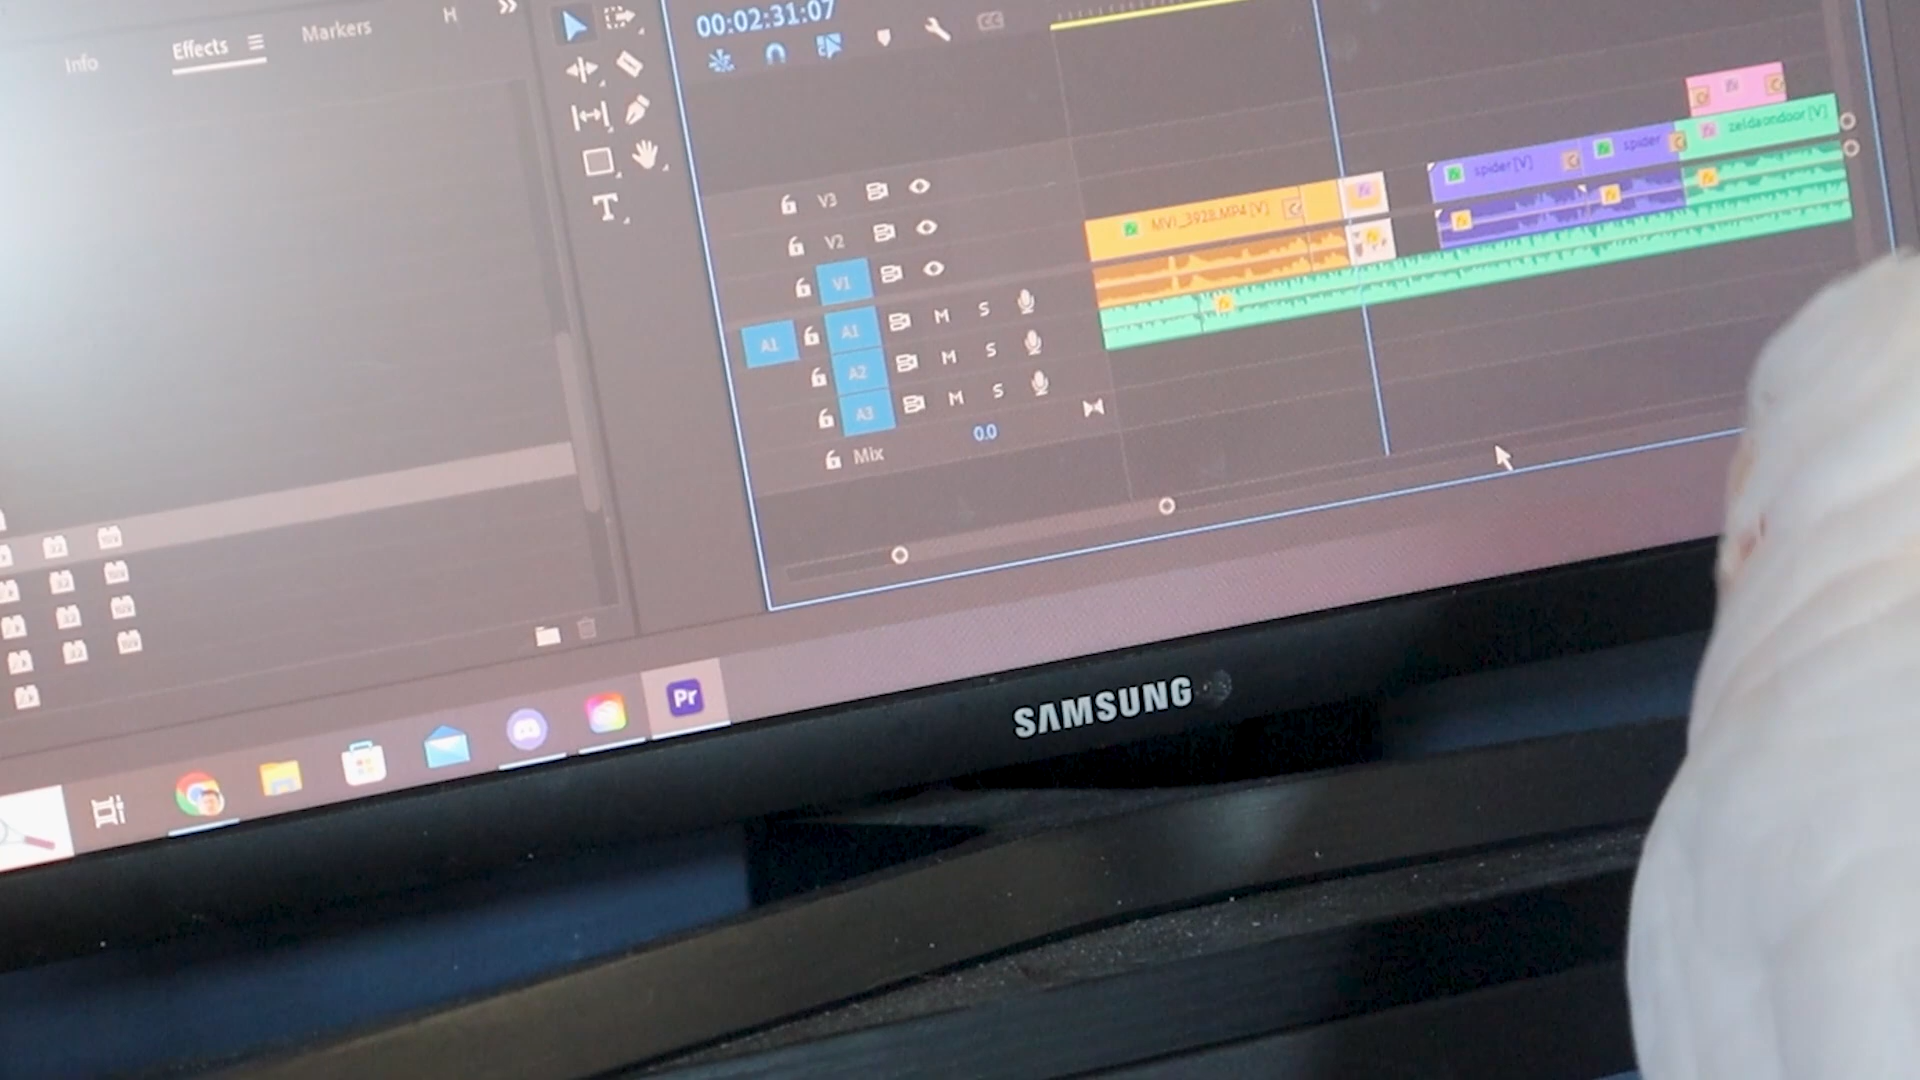 Info
Effects
Markers
H
00:02:31:07
V3
V2
V1
A1
A1
M
S
A2
M
S
A3
M
S
Mix
0.0
MVI_3928.MP4 [V]
spider [V]
spider
zeldaondoor [V]
T
Pr
SAMSUNG